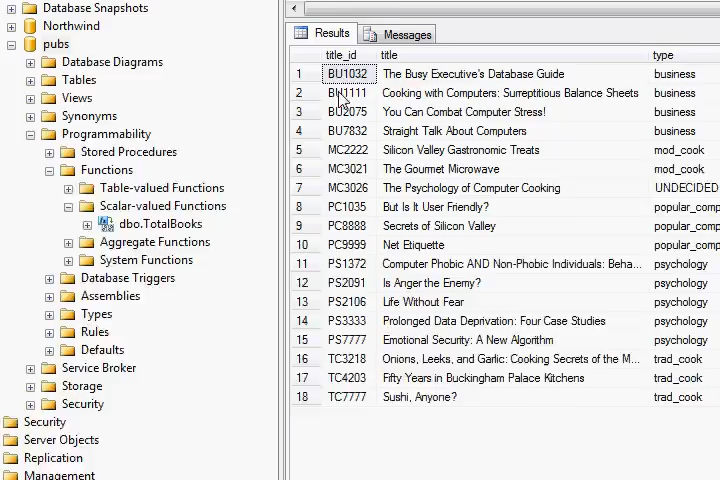 Database Snapshots
Northwind
pubs
Database Diagrams
Tables
Views
Synonyms
Programmability
Stored Procedures
Functions
Table-valued Functions
Scalar-valued Functions
dbo.TotalBooks
Aggregate Functions
System Functions
Database Triggers
Assemblies
Types
Rules
Defaults
Service Broker
Storage
Security
Security
Server Objects
Replication
Management
Results Messages
title_id title type
1 BU1032 The Busy Executive's Database Guide business
2 BU1111 Cooking with Computers: Surreptitious Balance Sheets business
3 BU2075 You Can Combat Computer Stress! business
4 BU7832 Straight Talk About Computers business
5 MC2222 Silicon Valley Gastronomic Treats mod_cook
6 MC3021 The Gourmet Microwave mod_cook
7 MC3026 The Psychology of Computer Cooking UNDECIDED
8 PC1035 But Is It User Friendly? popular_comp
9 PC8888 Secrets of Silicon Valley popular_comp
10 PC9999 Net Etiquette popular_comp
11 PS1372 Computer Phobic AND Non-Phobic Individuals: Beha... psychology
12 PS2091 Is Anger the Enemy? psychology
13 PS2106 Life Without Fear psychology
14 PS3333 Prolonged Data Deprivation: Four Case Studies psychology
15 PS7777 Emotional Security: A New Algorithm psychology
16 TC3218 Onions, Leeks, and Garlic: Cooking Secrets of the M... trad_cook
17 TC4203 Fifty Years in Buckingham Palace Kitchens trad_cook
18 TC7777 Sushi, Anyone? trad_cook